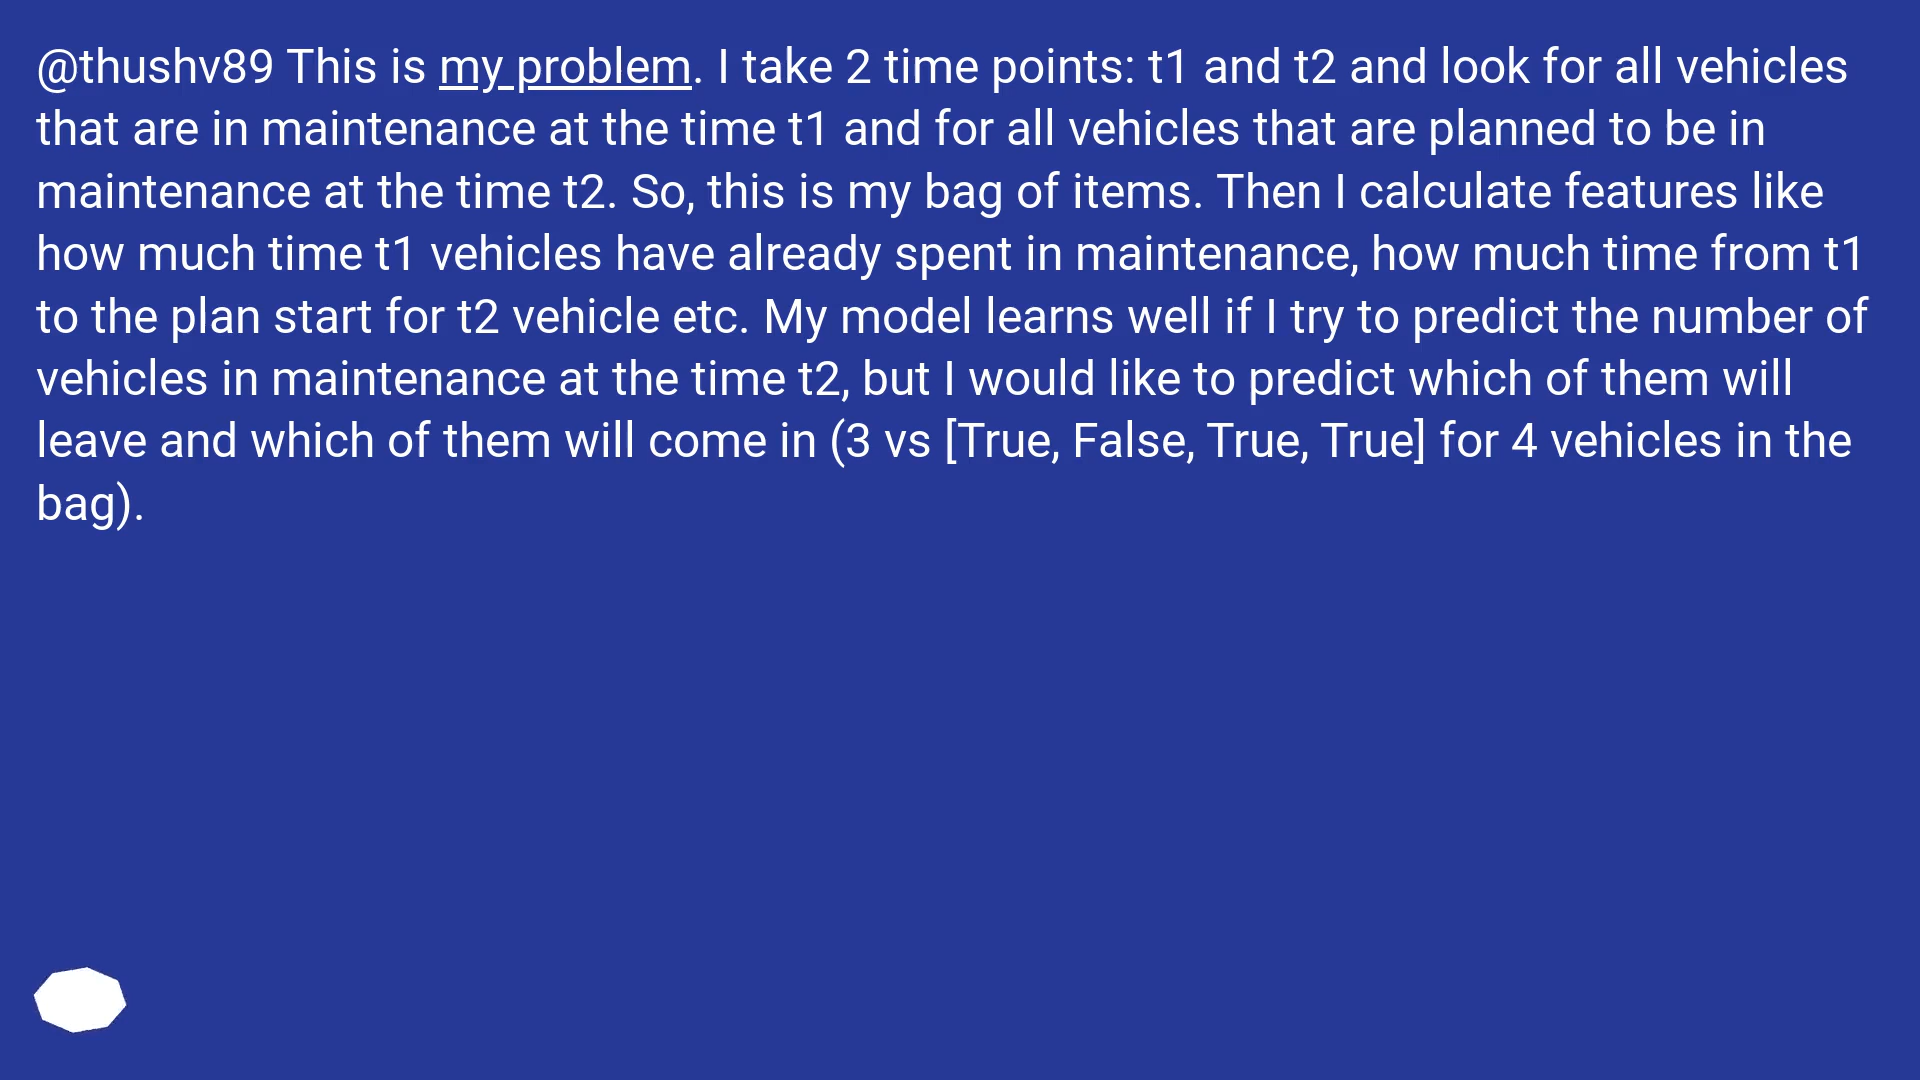 @thushv89 This is my problem. I take 2 time points: t1 and t2 and look for all vehicles
that are in maintenance at the time t1 and for all vehicles that are planned to be in
maintenance at the time t2. So, this is my bag of items. Then I calculate features like
how much time t1 vehicles have already spent in maintenance, how much time from t1
to the plan start for t2 vehicle etc. My model learns well if I try to predict the number of
vehicles in maintenance at the time t2, but I would like to predict which of them will
leave and which of them will come in (3 vs [True, False, True, True] for 4 vehicles in the
bag).